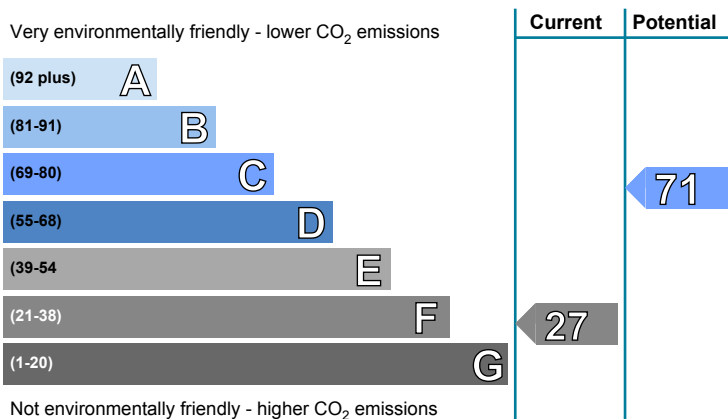 Current Potential
Very environmentally friendly - lower CO₂ emissions
(92 plus) A
(81-91) B
(69-80) C
71
(55-68) D
(39-54 E
(21-38) F
27
(1-20) G
Not environmentally friendly - higher CO₂ emissions